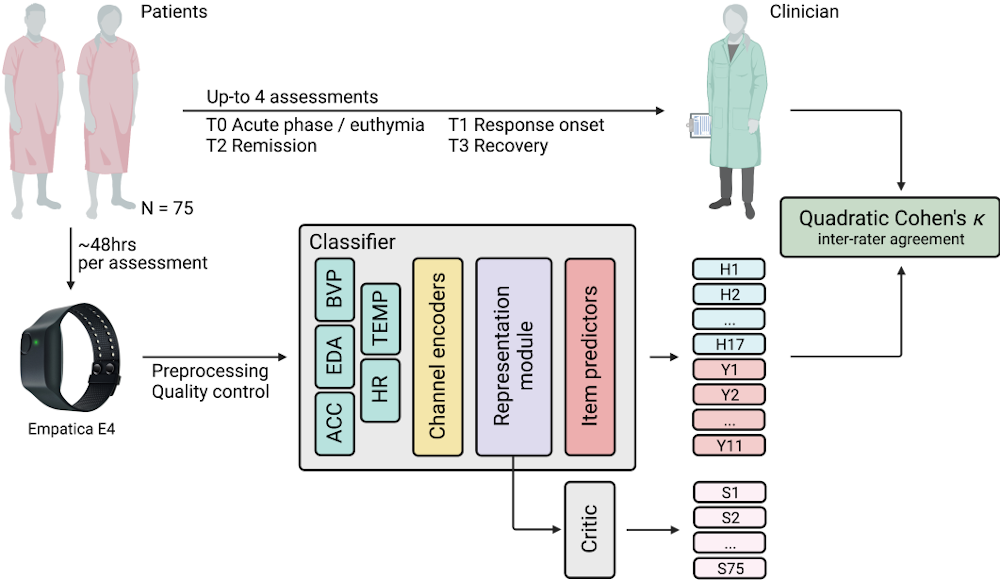 Patients
Clinician
Up-to 4 assessments
T0 Acute phase / euthymia
T1 Response onset
T2 Remission
T3 Recovery
N = 75
~48hrs
per assessment
Quadratic Cohen's κ
inter-rater agreement
Classifier
BVP
EDA
ACC
TEMP
HR
Channel encoders
Representation
module
Item predictors
Preprocessing
Quality control
Empatica E4
H1
H2
...
H17
Y1
Y2
...
Y11
Critic
S1
S2
...
S75